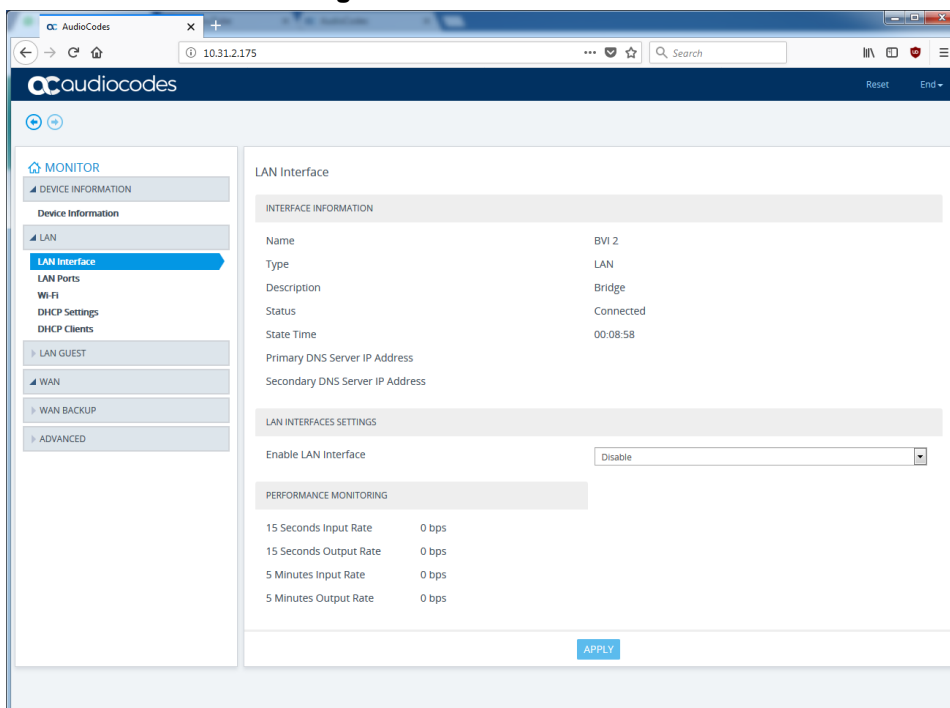 AudioCodes
10.31.2.175
Search
audiocodes
Reset
End
MONITOR
DEVICE INFORMATION
Device Information
LAN
LAN Interface
LAN Ports
Wi-Fi
DHCP Settings
DHCP Clients
LAN GUEST
WAN
WAN BACKUP
ADVANCED
LAN Interface
INTERFACE INFORMATION
Name BVI 2
Type LAN
Description Bridge
Status Connected
State Time 00:08:58
Primary DNS Server IP Address
Secondary DNS Server IP Address
LAN INTERFACES SETTINGS
Enable LAN Interface Disable
PERFORMANCE MONITORING
15 Seconds Input Rate 0 bps
15 Seconds Output Rate 0 bps
5 Minutes Input Rate 0 bps
5 Minutes Output Rate 0 bps
APPLY